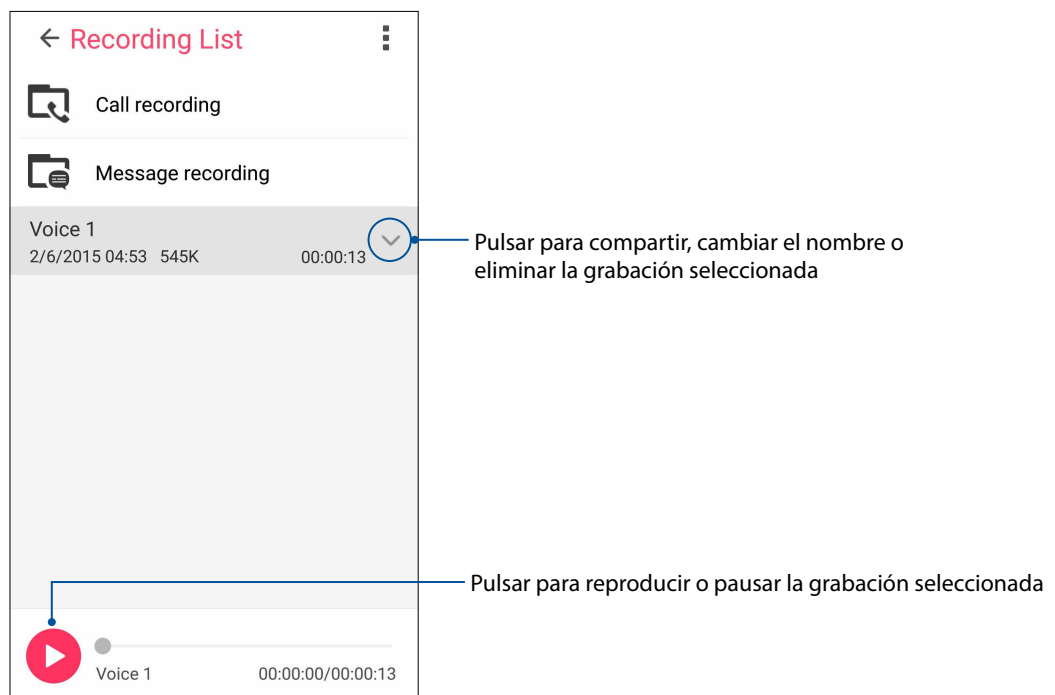 Recording List
Call recording
Message recording
Voice 1
2/6/2015 04:53 545K 00:00:13
Pulsar para compartir, cambiar el nombre o
eliminar la grabación seleccionada
Pulsar para reproducir o pausar la grabación seleccionada
Voice 1 00:00:00/00:00:13